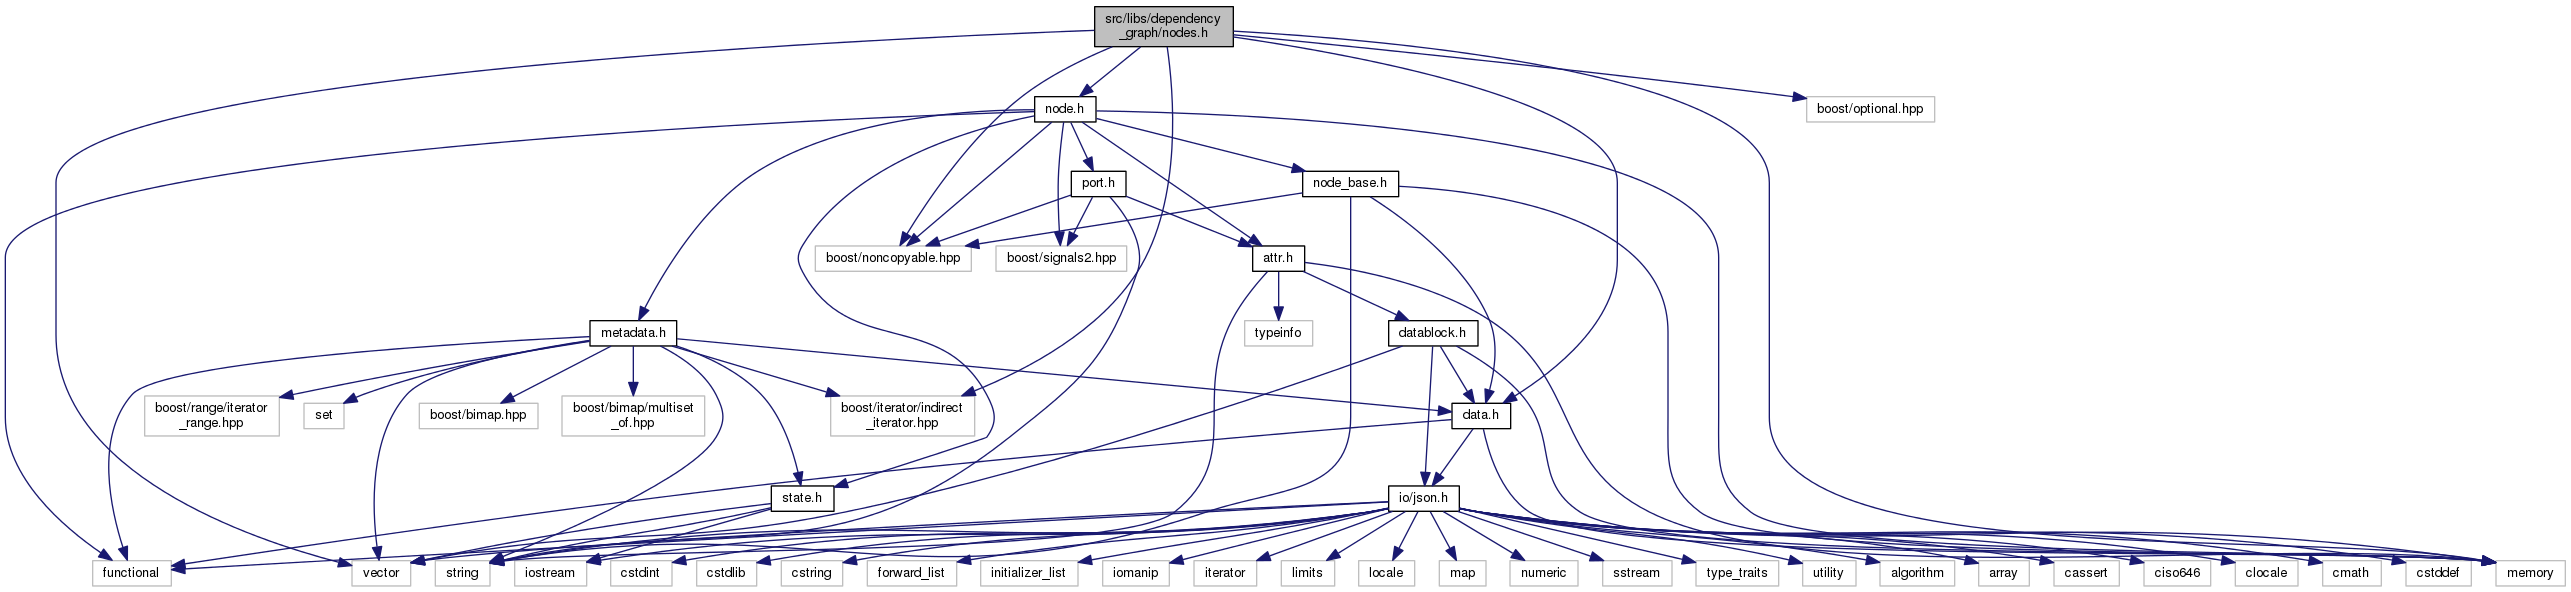 src/libs/dependency
_graph/nodes.h
node.h
boost/optional.hpp
port.h
node_base.h
boost/noncopyable.hpp
boost/signals2.hpp
attr.h
metadata.h
typeinfo
datablock.h
boost/range/iterator
_range.hpp
set
boost/bimap.hpp
boost/bimap/multiset
_of.hpp
boost/iterator/indirect
_iterator.hpp
data.h
state.h
io/json.h
functional
vector
string
iostream
cstdint
cstdlib
cstring
forward_list
initializer_list
iomanip
iterator
limits
locale
map
numeric
sstream
type_traits
utility
algorithm
array
cassert
ciso646
clocale
cmath
cstddef
memory